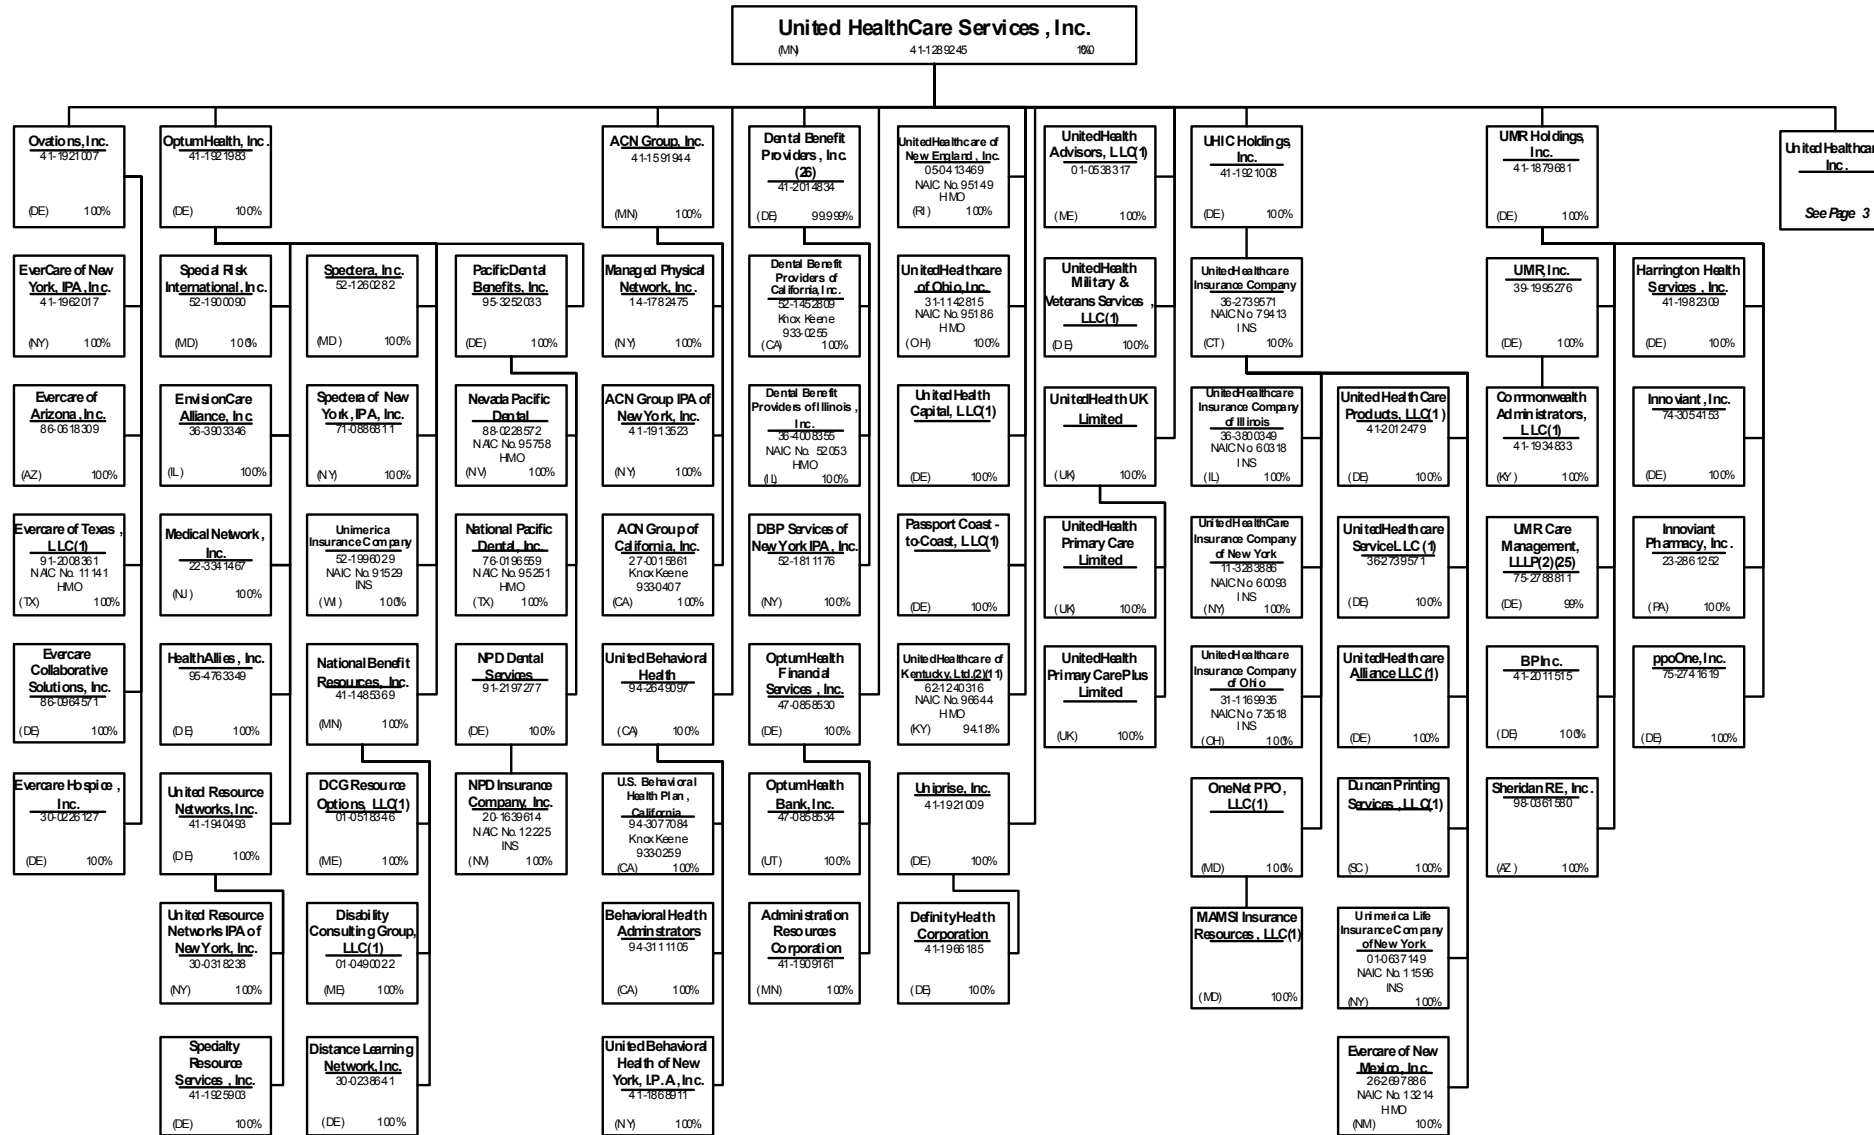 United HealthCare Services , Inc.
(MN) 41-1289245 100
Ovations, Inc.
41-1921007
(DE) 100%
OptumHealth, Inc.
41-1921983
(DE) 100%
ACN Group, Inc.
41-1591944
(MN) 100%
Dental Benefit
Providers , Inc.
(26)
41-2014834
(DE) 99.999%
UnitedHealthcare of
New England , Inc.
05-0413469
NAIC No. 95149
HMO
(RI) 100%
UnitedHealth
Advisors, LLC(1)
01-0538317
(ME) 100%
UHIC Holdings,
Inc.
41-1921008
(DE) 100%
UMR Holdings,
Inc.
41-1879681
(DE) 100%
Inc.
See Page 3
EverCare of New
York, IPA, Inc.
41-1962017
(NY) 100%
Special Risk
International, Inc.
52-1900090
(MD) 100%
Spectera, Inc.
52-1260282
(MD) 100%
Pacific Dental
Benefits, Inc.
95-3252033
(DE) 100%
Managed Physical
Network, Inc.
14-1782475
(NY) 100%
Dental Benefit
Providers of
California, Inc.
52-1452809
Knox Keene
933-0255
(CA) 100%
UnitedHealthcare
of Ohio, Inc.
31-1142815
NAIC No. 95186
HMO
(OH) 100%
UnitedHealth
Military &
Veterans Services ,
LLC(1)
(DE) 100%
UnitedHealthcare
Insurance Company
36-2739571
NAIC No 79413
INS
(CT) 100%
UMR, Inc.
39-1995276
(DE) 100%
Harrington Health
Services , Inc.
41-1982309
(DE) 100%
Evercare of
Arizona, Inc.
86-0618309
(AZ) 100%
EnvisionCare
Alliance, Inc.
36-3903346
(IL) 100%
Spectera of New
York, IPA, Inc.
71-0886811
(NY) 100%
Nevada Pacific
Dental
88-0228572
NAIC No. 95758
HMO
(NV) 100%
ACN Group IPA of
New York, Inc.
41-1913523
(NY) 100%
Dental Benefit
Providers of Illinois ,
Inc.
36-4008355
NAIC No. 52053
HMO
(IL) 100%
United Health
Capital, LLC(1)
(DE) 100%
UnitedHealth UK
Limited
(UK) 100%
UnitedHealthcare
Insurance Company
of Illinois
36-3800349
NAIC No 60318
INS
(IL) 100%
United HealthCare
Products, LLC(1)
41-2012479
(DE) 100%
Commonwealth
Administrators,
LLC(1)
41-1934833
(KY) 100%
Innoviant, Inc.
74-3054153
(DE) 100%
Evercare of Texas ,
LLC(1)
91-2008361
NAIC No. 11141
HMO
(TX) 100%
Medical Network ,
Inc.
22-3341467
(NJ) 100%
Unimerica
Insurance Company
52-1996029
NAIC No. 91529
INS
(WI) 100%
National Pacific
Dental, Inc.
76-0196559
NAIC No. 95251
HMO
(TX) 100%
ACN Group of
California, Inc.
27-0015861
Knox Keene
933-0407
(CA) 100%
DBP Services of
New York IPA, Inc.
52-1811176
(NY) 100%
Passport Coast -
to-Coast, LLC(1)
(DE) 100%
UnitedHealth
Primary Care
Limited
(UK) 100%
United HealthCare
Insurance Company
of New York
11-3283886
NAIC No 60093
INS
(NY) 100%
UnitedHealthcare
Service LLC (1)
36-2739571
(DE) 100%
UMR Care
Management,
LLLP(2)(25)
75-2788811
(DE) 99%
Innoviant
Pharmacy, Inc.
23-2861252
(PA) 100%
Evercare
Collaborative
Solutions, Inc.
86-0964571
(DE) 100%
HealthAllies , Inc.
95-4763349
(DE) 100%
National Benefit
Resources, Inc.
41-1485369
(MN) 100%
NPD Dental
Services
91-2197277
(DE) 100%
United Behavioral
Health
94-2649097
(CA) 100%
OptumHealth
Financial
Services , Inc.
47-0858530
(DE) 100%
UnitedHealthcare of
Kentucky, Ltd.(2)(11)
62-1240316
NAIC No. 96644
HMO
(KY) 94.18%
UnitedHealth
Primary CarePlus
Limited
(UK) 100%
UnitedHealthcare
Insurance Company
of Ohio
31-1169935
NAIC No 73518
INS
(OH) 100%
UnitedHealthcare
Alliance LLC (1)
(DE) 100%
BP Inc.
41-2011515
(DE) 100%
ppoOne, Inc.
75-2741619
(DE) 100%
Evercare Hospice ,
Inc.
30-0226127
(DE) 100%
United Resource
Networks, Inc.
41-1940493
(DE) 100%
DCG Resource
Options, LLC(1)
01-0518346
(ME) 100%
NPD Insurance
Company, Inc.
20-1639614
NAIC No. 12225
INS
(NV) 100%
U.S. Behavioral
Health Plan ,
California
94-3077084
Knox Keene
933-0259
(CA) 100%
OptumHealth
Bank, Inc.
47-0858534
(UT) 100%
Uniprise, Inc.
41-1921009
(DE) 100%
OneNet PPO ,
LLC(1)
(MD) 100%
Duncan Printing
Services , LLC(1)
(SC) 100%
Sheridan RE, Inc.
98-0361580
(AZ) 100%
United Resource
Networks IPA of
New York, Inc.
30-0318238
(NY) 100%
Disability
Consulting Group,
LLC(1)
01-0490022
(ME) 100%
Behavioral Health
Adminstrators
94-3111105
(CA) 100%
Administration
Resources
Corporation
41-1909161
(MN) 100%
Definity Health
Corporation
41-1966185
(DE) 100%
MAMSI Insurance
Resources , LLC(1)
(MD) 100%
Unimerica Life
Insurance Company
of New York
01-0637149
NAIC No. 11596
INS
(NY) 100%
Specialty
Resource
Services , Inc.
41-1925903
(DE) 100%
Distance Learning
Network, Inc.
30-0238641
(DE) 100%
United Behavioral
Health of New
York, I.P.A., Inc.
41-1868911
(NY) 100%
Evercare of New
Mexico, Inc.
26-2697886
NAIC No. 13214
HMO
(NM) 100%